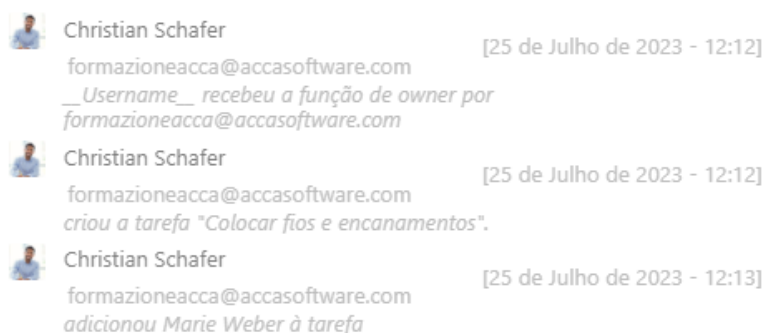 Christian Schafer
[25 de Julho de 2023 - 12:12]
formazioneacca@accasoftware.com
__Username__ recebeu a função de owner por
formazioneacca@accasoftware.com
Christian Schafer
[25 de Julho de 2023 - 12:12]
formazioneacca@accasoftware.com
criou a tarefa "Colocar fios e encanamentos".
Christian Schafer
[25 de Julho de 2023 - 12:13]
formazioneacca@accasoftware.com
adicionou Marie Weber à tarefa